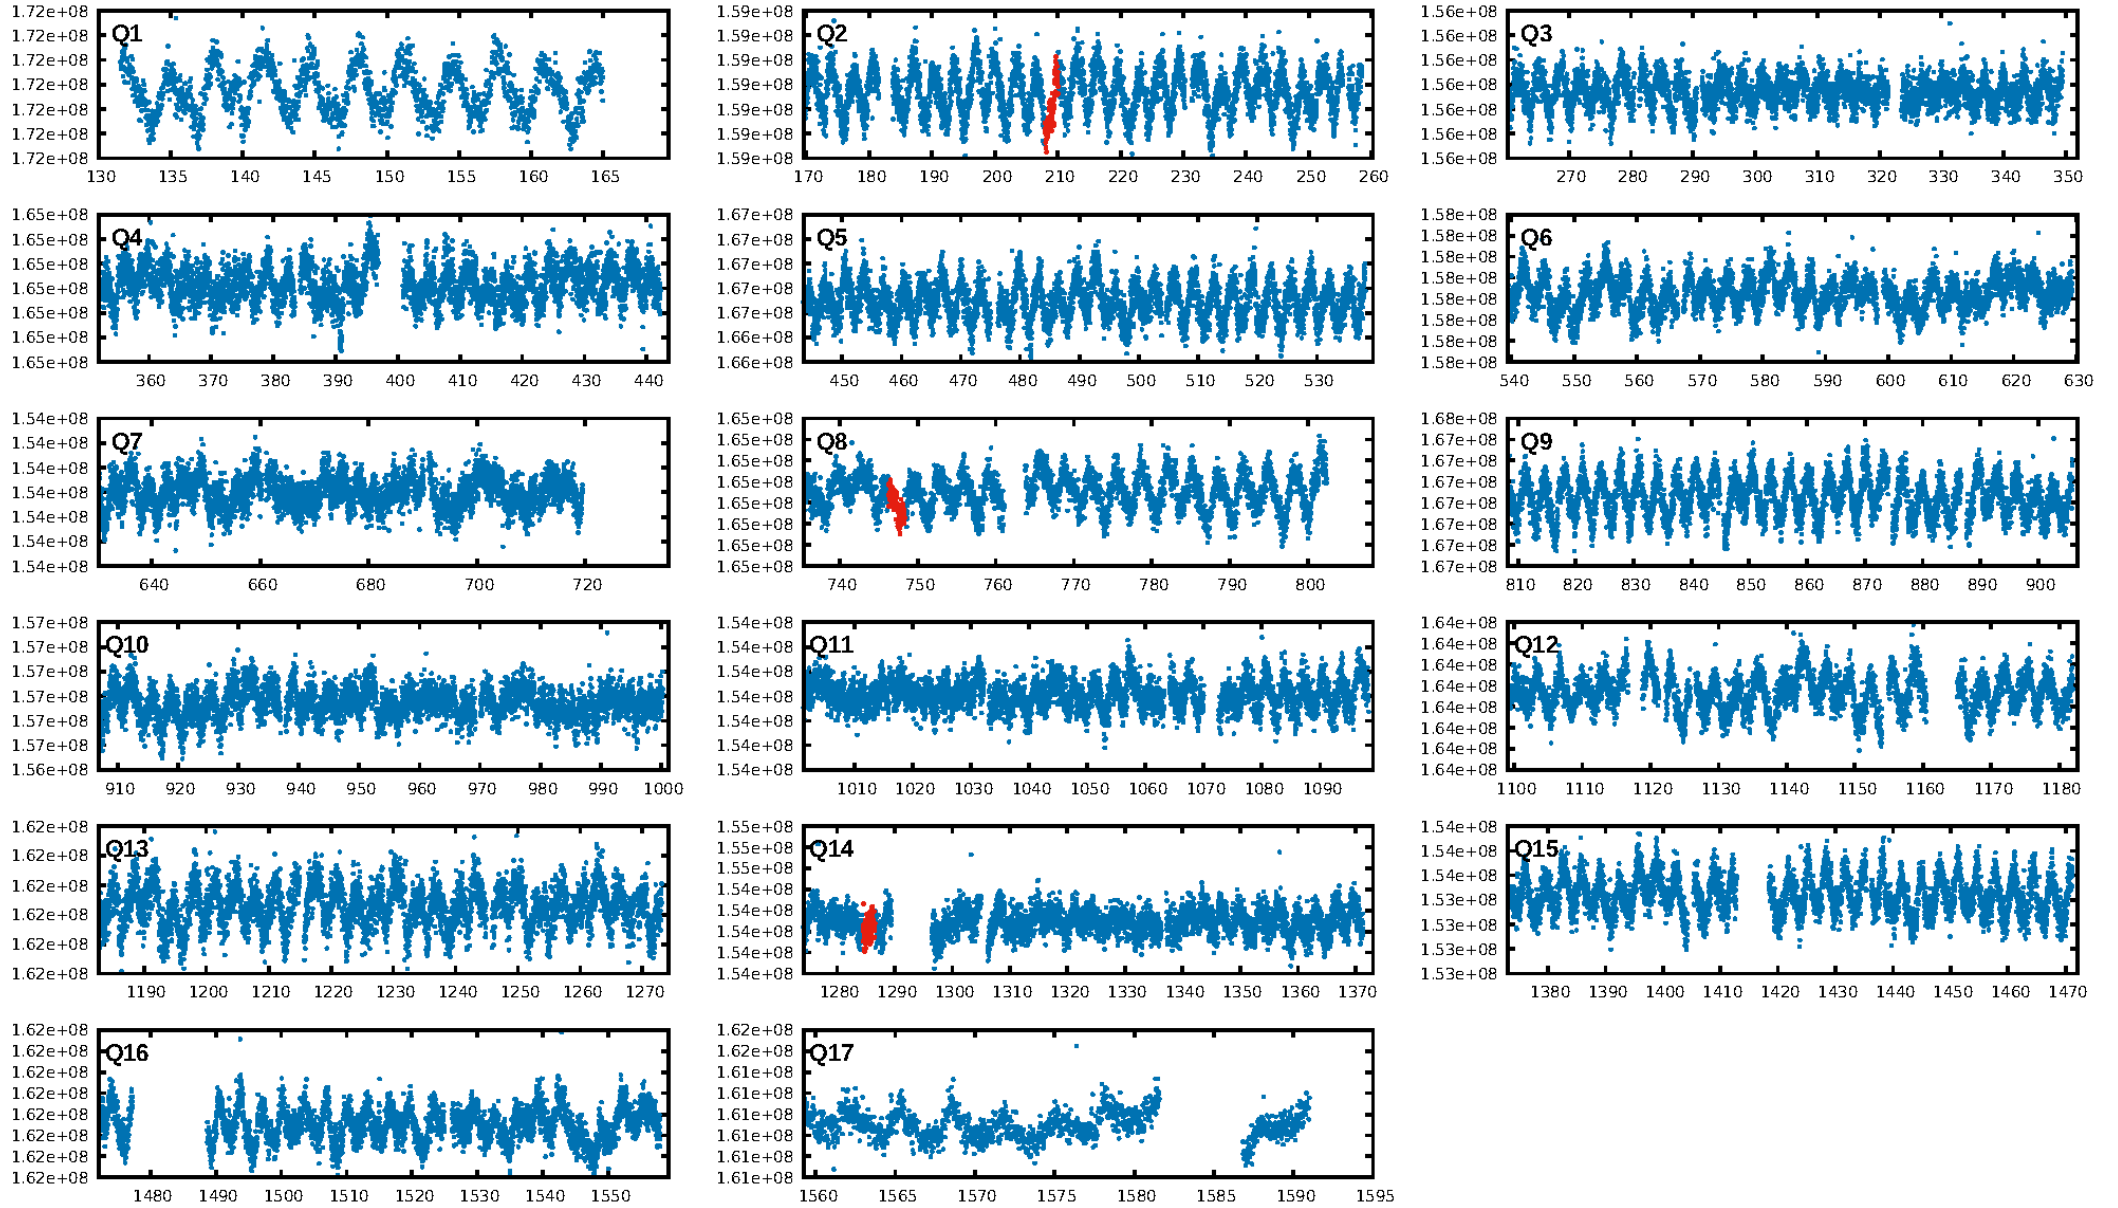 1.72e+08 1.72e+08 1.72e+08 1.72e+08 1.72e+08 1.72e+08 1.72e+08
Q1
130 135 140 145 150 155 160 165
1.59e+08 1.59e+08 1.59e+08 1.59e+08 1.59e+08 1.59e+08 1.59e+08
Q2
170 180 190 200 210 220 230 240 250 260
1.56e+08 1.56e+08 1.56e+08 1.56e+08 1.56e+08 1.56e+08 1.56e+08
Q3
270 280 290 300 310 320 330 340 350
1.65e+08 1.65e+08 1.65e+08 1.65e+08 1.65e+08 1.65e+08 1.65e+08
Q4
360 370 380 390 400 410 420 430 440
1.67e+08 1.67e+08 1.67e+08 1.67e+08 1.67e+08 1.66e+08 1.66e+08
Q5
450 460 470 480 490 500 510 520 530
1.58e+08 1.58e+08 1.58e+08 1.58e+08 1.58e+08 1.58e+08 1.58e+08 1.58e+08
Q6
540 550 560 570 580 590 600 610 620 630
1.54e+08 1.54e+08 1.54e+08 1.54e+08 1.54e+08 1.54e+08 1.54e+08
Q7
640 660 680 700 720
1.65e+08 1.65e+08 1.65e+08 1.65e+08 1.65e+08 1.65e+08 1.65e+08 1.65e+08
Q8
740 750 760 770 780 790 800
1.68e+08 1.67e+08 1.67e+08 1.67e+08 1.67e+08 1.67e+08 1.67e+08 1.67e+08
Q9
810 820 830 840 850 860 870 880 890 900
1.57e+08 1.57e+08 1.57e+08 1.57e+08 1.57e+08 1.57e+08 1.56e+08
Q10
910 920 930 940 950 960 970 980 990 1000
1.54e+08 1.54e+08 1.54e+08 1.54e+08 1.54e+08 1.54e+08 1.54e+08
Q11
1010 1020 1030 1040 1050 1060 1070 1080 1090
1.64e+08 1.64e+08 1.64e+08 1.64e+08 1.64e+08 1.64e+08 1.64e+08 1.64e+08
Q12
1100 1110 1120 1130 1140 1150 1160 1170 1180
1.62e+08 1.62e+08 1.62e+08 1.62e+08 1.62e+08 1.62e+08
Q13
1190 1200 1210 1220 1230 1240 1250 1260 1270
1.55e+08 1.55e+08 1.55e+08 1.54e+08 1.54e+08 1.54e+08 1.54e+08 1.54e+08
Q14
1280 1290 1300 1310 1320 1330 1340 1350 1360 1370
1.54e+08 1.54e+08 1.54e+08 1.53e+08 1.53e+08 1.53e+08 1.53e+08
Q15
1380 1390 1400 1410 1420 1430 1440 1450 1460 1470
1.62e+08 1.62e+08 1.62e+08 1.62e+08 1.62e+08 1.62e+08 1.62e+08 1.62e+08
Q16
1480 1490 1500 1510 1520 1530 1540 1550
1.62e+08 1.62e+08 1.61e+08 1.61e+08 1.61e+08 1.61e+08 1.61e+08 1.61e+08
Q17
1560 1565 1570 1575 1580 1585 1590 1595